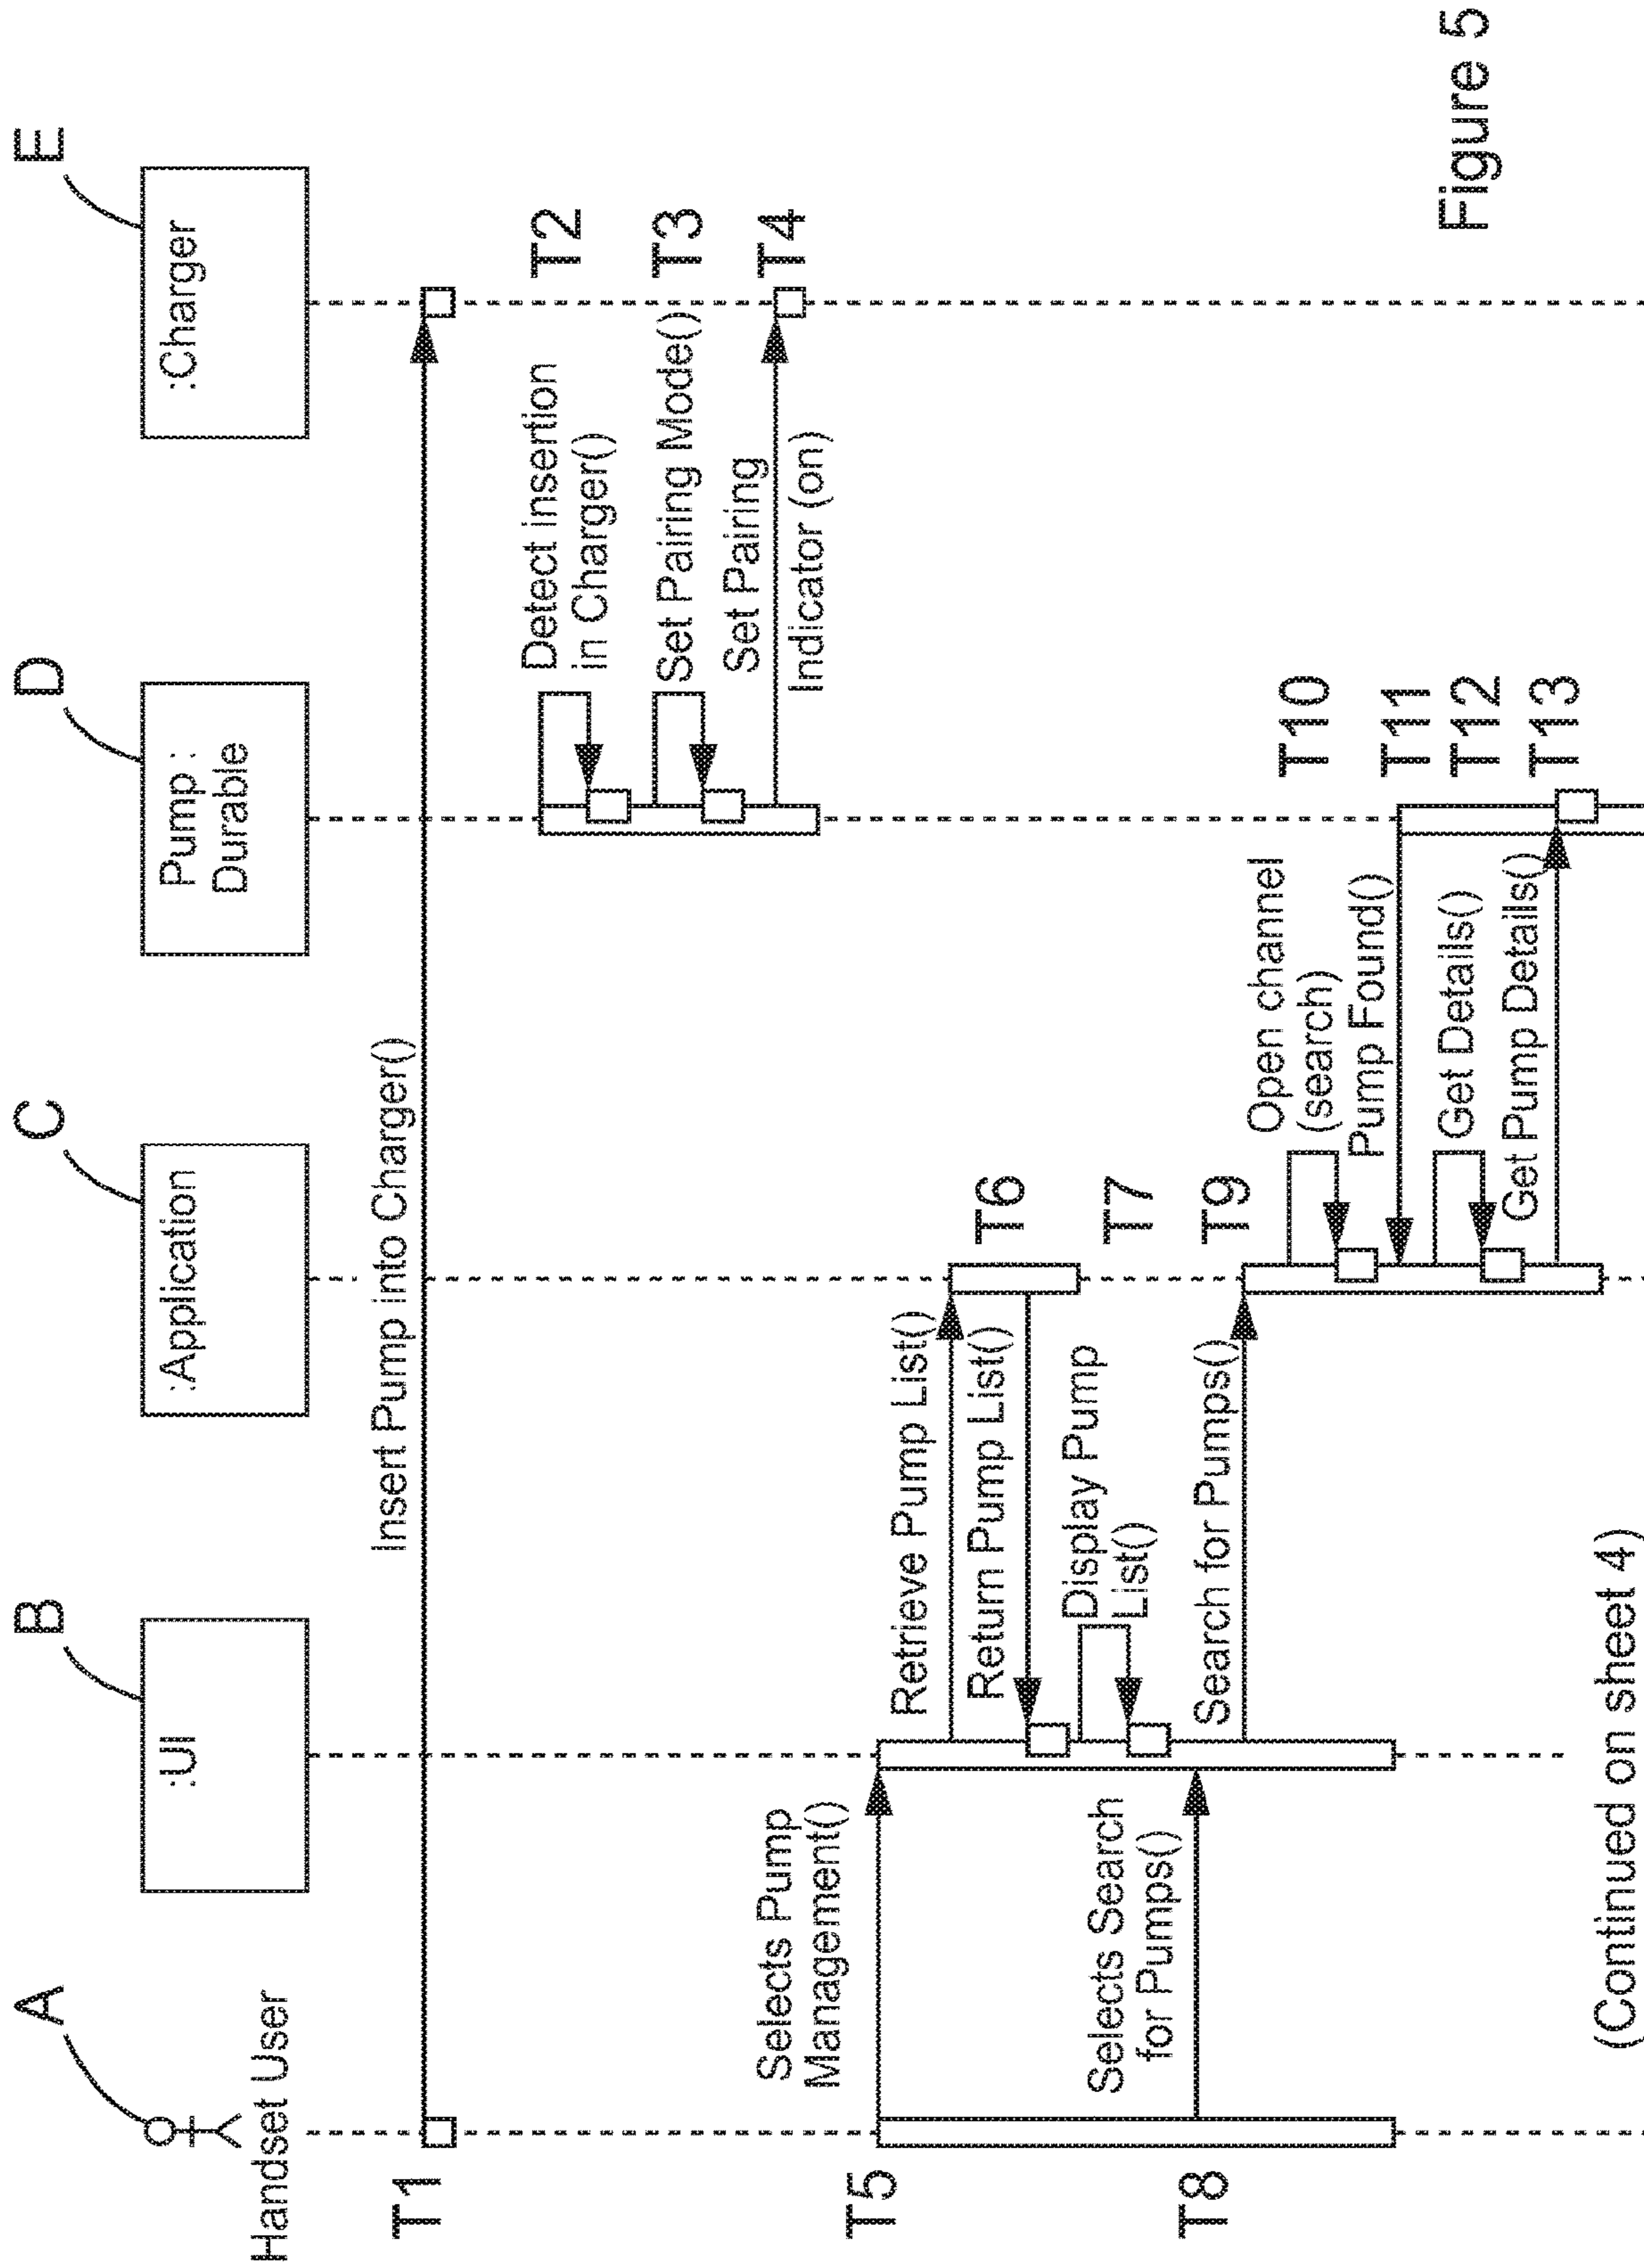 A
B
C
D
E
Handset User
:UI
:Application
Pump :
Durable
:Charger
T1
Insert Pump into Charger()
Detect insertion
in Charger()
T2
Set Pairing Mode()
T3
Set Pairing
Indicator (on)
T4
T5
Selects Pump
Management()
Retrieve Pump List()
Return Pump List()
T6
Display Pump
List()
T7
T8
Selects Search
for Pumps()
Search for Pumps()
T9
Open channel
(search)
T10
Pump Found()
T11
Get Details()
T12
Get Pump Details()
T13
(Continued on sheet 4)
Figure 5